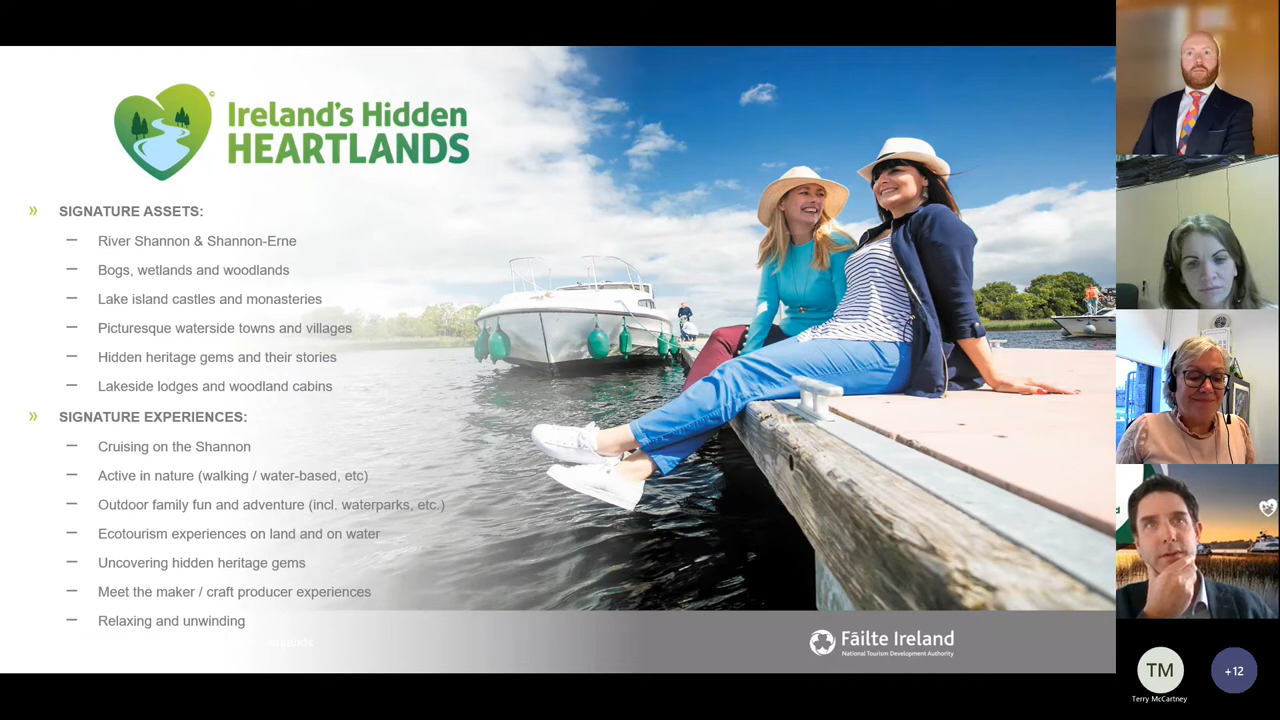 Ireland's Hidden
HEARTLANDS
» SIGNATURE ASSETS:
— River Shannon & Shannon-Erne
— Bogs, wetlands and woodlands
— Lake island castles and monasteries
— Picturesque waterside towns and villages
— Hidden heritage gems and their stories
— Lakeside lodges and woodland cabins
» SIGNATURE EXPERIENCES:
— Cruising on the Shannon
— Active in nature (walking / water-based, etc)
— Outdoor family fun and adventure (incl. waterparks, etc.)
— Ecotourism experiences on land and on water
— Uncovering hidden heritage gems
— Meet the maker / craft producer experiences
— Relaxing and unwinding
Fáilte Ireland
National Tourism Development Authority
TM
Terry McCartney
+12